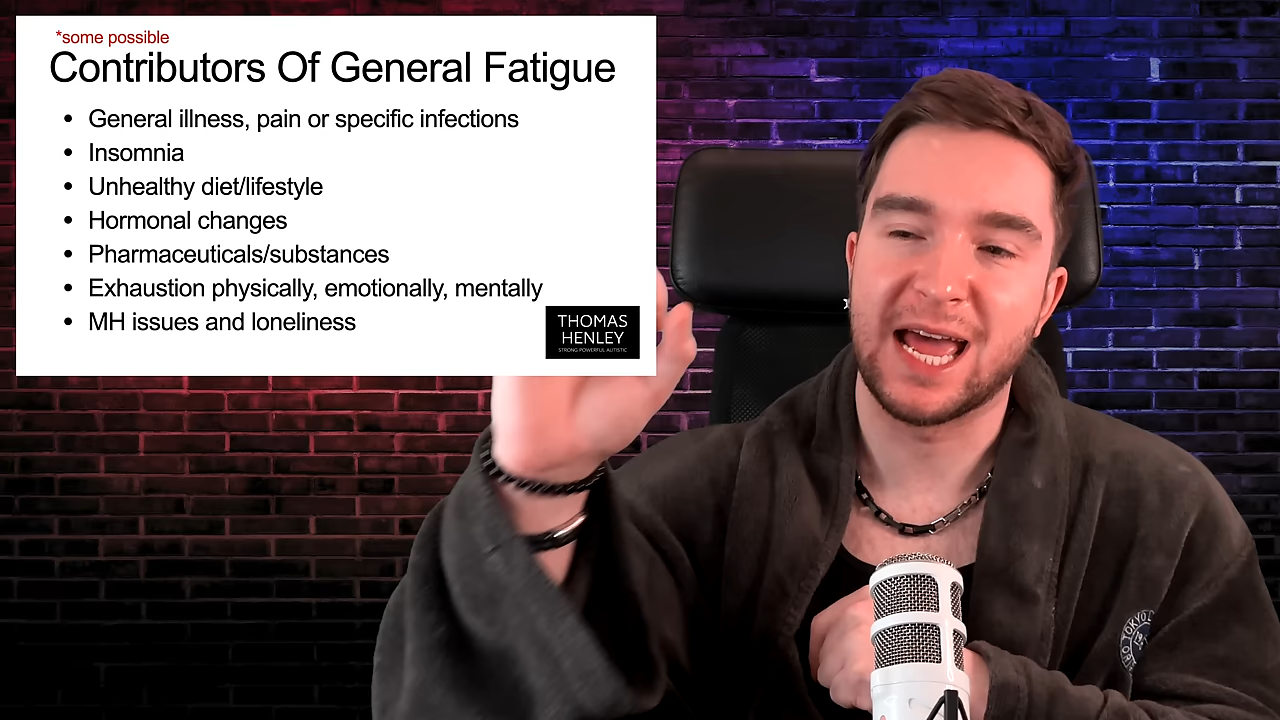 *some possible
Contributors Of General Fatigue
• General illness, pain or specific infections
• Insomnia
• Unhealthy diet/lifestyle
• Hormonal changes
• Pharmaceuticals/substances
• Exhaustion physically, emotionally, mentally
• MH issues and loneliness
THOMAS
HENLEY
STRONG POWERFUL AUTISTIC
TOKYO